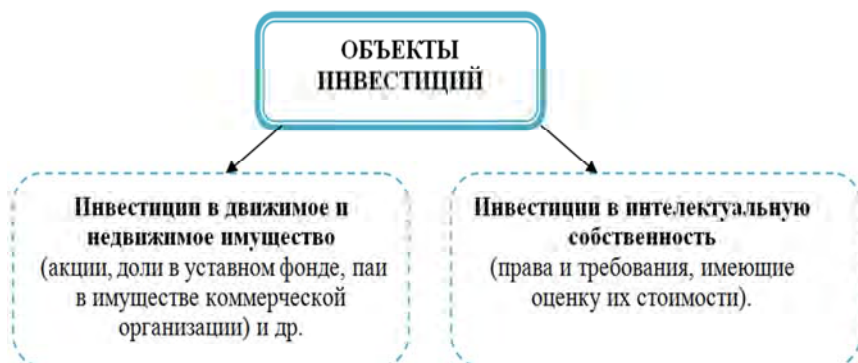 ОБЪЕКТЫ
ИНВЕСТИЦИЙ
Инвестиции в движимое и
недвижимое имущество
(акции, доли в уставном фонде, паи
в имуществе коммерческой
организации) и др.
Инвестиции в интелектуальную
собственность
(права и требования, имеющие
оценку их стоимости).